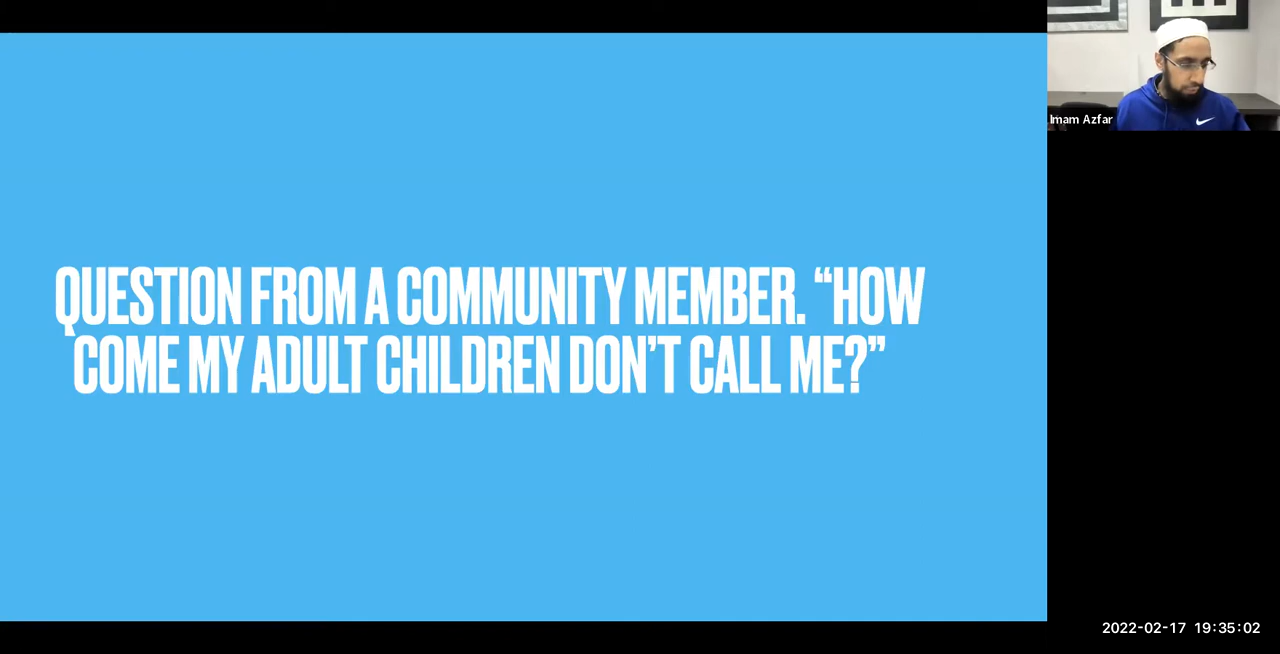 QUESTION FROM A COMMUNITY MEMBER. “HOW
COME MY ADULT CHILDREN DON’T CALL ME?”
Imam Azfar
2022-02-17 19:35:02